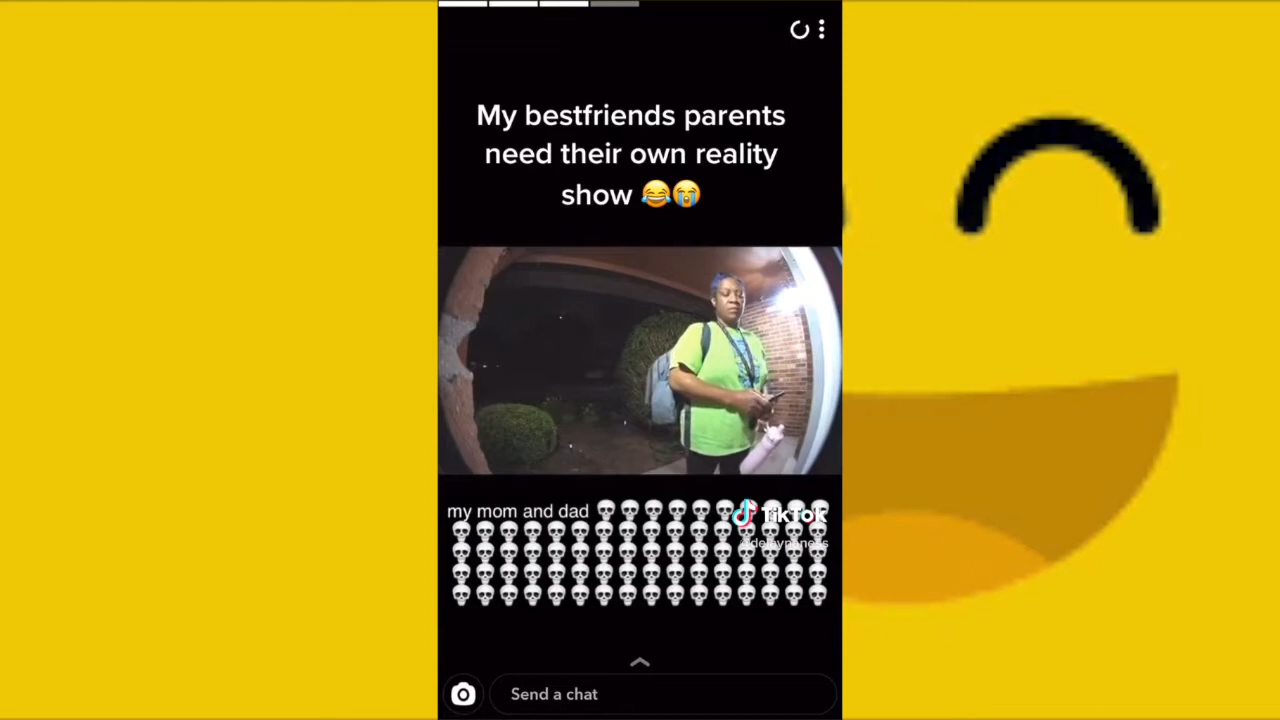 My bestfriends parents
need their own reality
show 😂😭
my mom and dad 💀💀💀💀💀💀💀💀💀💀
💀💀💀💀💀💀💀💀💀💀💀💀💀💀💀💀
💀💀💀💀💀💀💀💀💀💀💀💀💀💀💀💀
💀💀💀💀💀💀💀💀💀💀💀💀💀💀💀💀
💀💀💀💀💀💀💀💀💀💀💀💀💀💀💀💀
TikTok
Send a chat